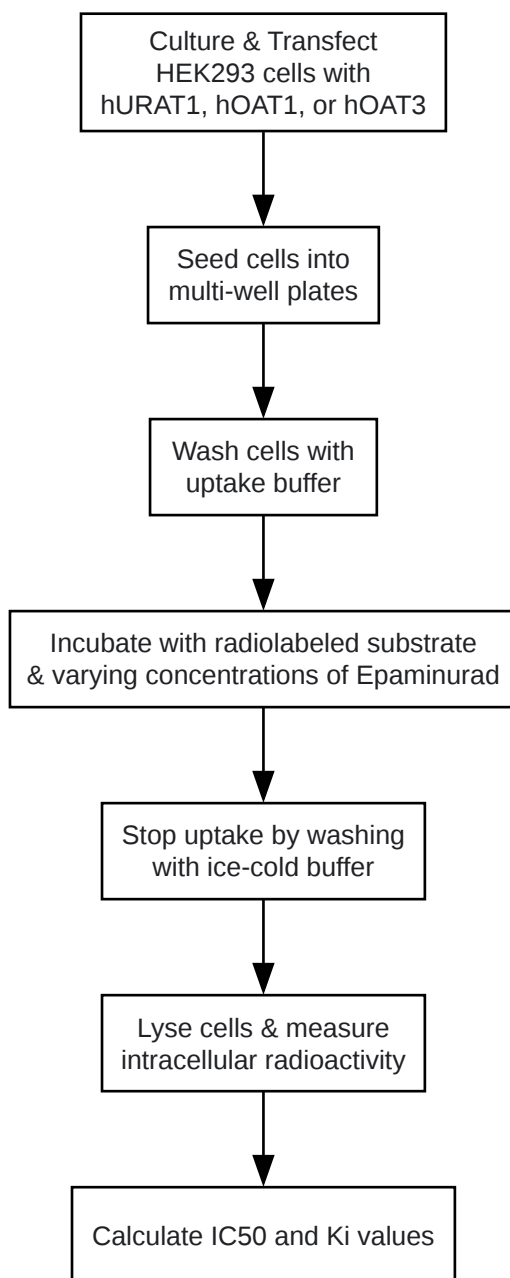 Culture & Transfect
HEK293 cells with
hURAT1, hOAT1, or hOAT3
Seed cells into
multi-well plates
Wash cells with
uptake buffer
Incubate with radiolabeled substrate
& varying concentrations of Epaminurad
Stop uptake by washing
with ice-cold buffer
Lyse cells & measure
intracellular radioactivity
Calculate IC50 and Ki values